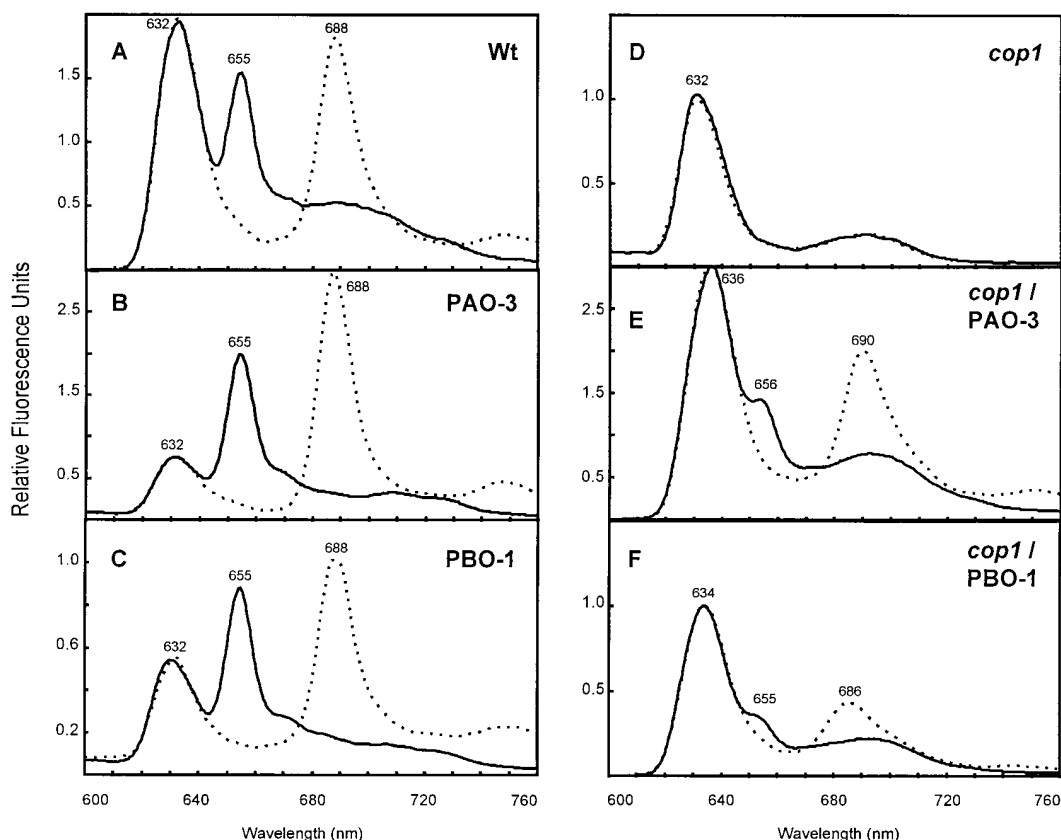 Relative Fluorescence Units
A
Wt
632
655
688
1.5
1.0
0.5
B
PAO-3
632
655
688
2.5
1.5
0.5
C
PBO-1
632
655
688
1.0
0.6
0.2
600 640 680 720 760
Wavelength (nm)
D
cop1
632
1.0
0.5
E
cop1 /
PAO-3
636
656
690
2.5
1.5
0.5
F
cop1 /
PBO-1
634
655
686
1.0
0.5
600 640 680 720 760
Wavelength (nm)